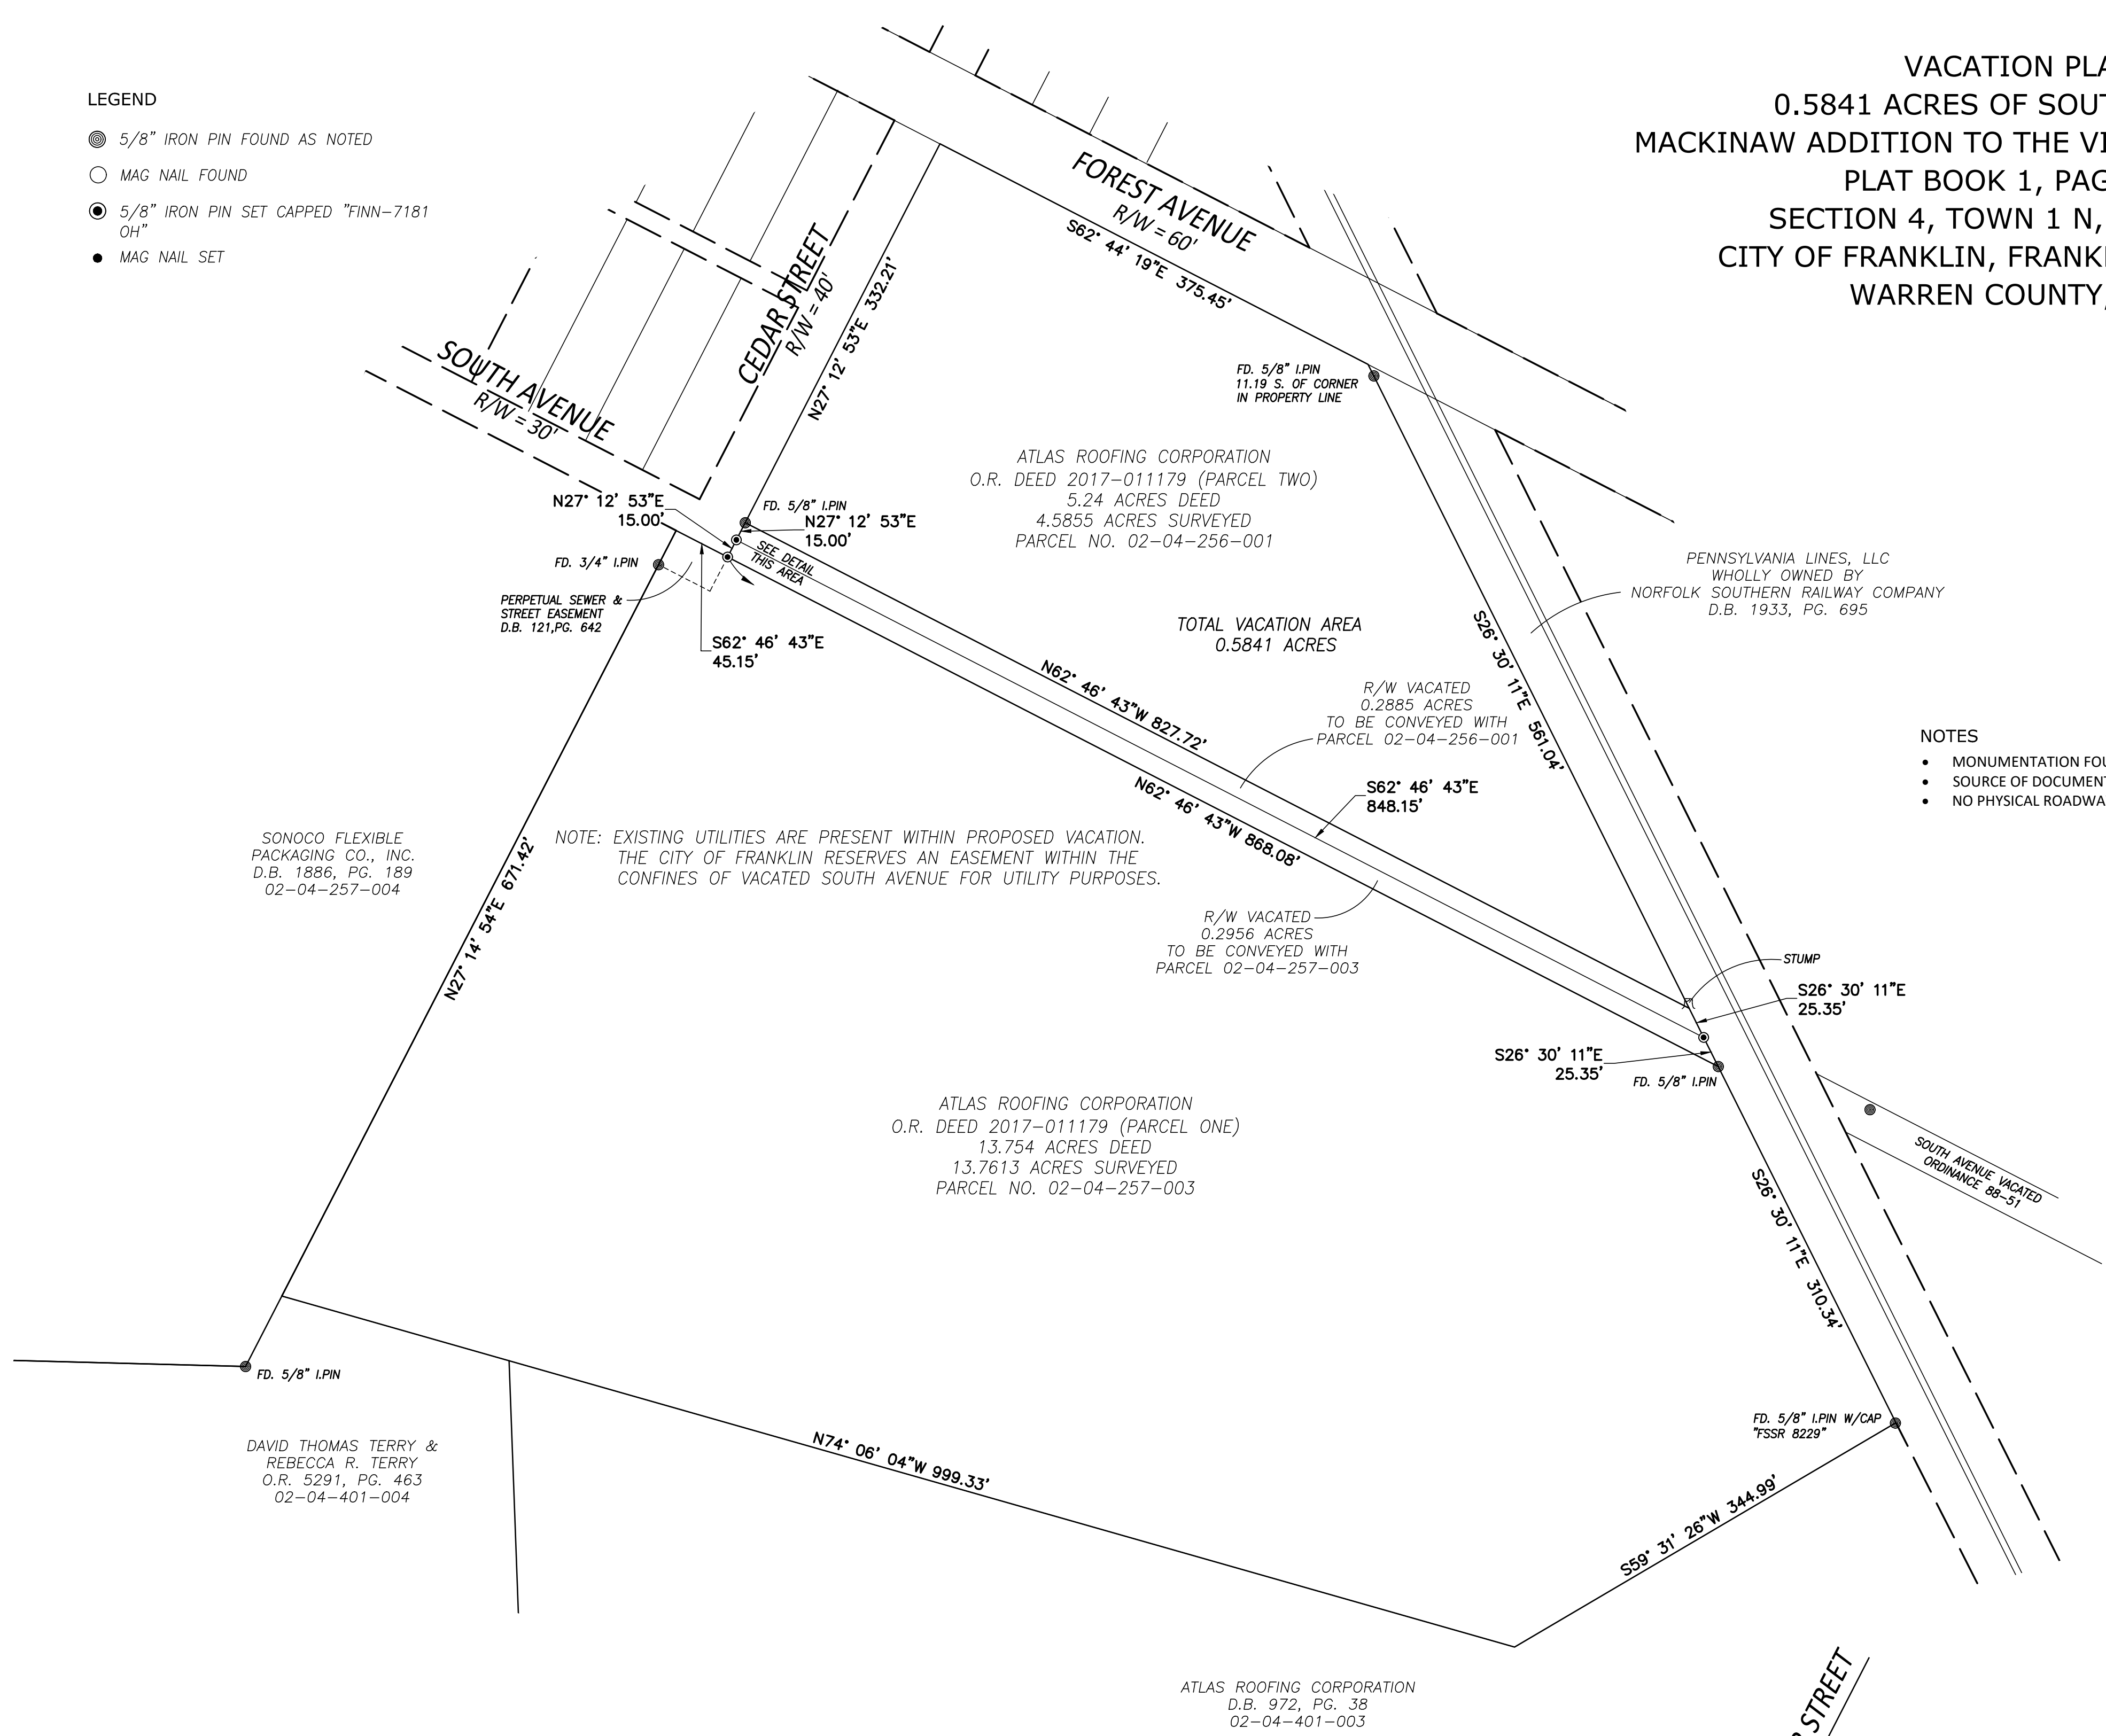 LEGEND
5/8" IRON PIN FOUND AS NOTED
MAG NAIL FOUND
5/8" IRON PIN SET CAPPED "FINN-7181
OH"
MAG NAIL SET
VACATION PLA
0.5841 ACRES OF SOUT
MACKINAW ADDITION TO THE VI
PLAT BOOK 1, PAG
SECTION 4, TOWN 1 N,
CITY OF FRANKLIN, FRANK
WARREN COUNTY,
FOREST AVENUE
R/W = 60'
S62° 44' 19"E 375.45'
CEDAR STREET
R/W = 40'
N27° 12' 53"E 332.21'
SOUTH AVENUE
R/W = 30'
FD. 5/8" I.PIN
11.19 S. OF CORNER
IN PROPERTY LINE
ATLAS ROOFING CORPORATION
O.R. DEED 2017-011179 (PARCEL TWO)
5.24 ACRES DEED
4.5855 ACRES SURVEYED
PARCEL NO. 02-04-256-001
N27° 12' 53"E
15.00'
FD. 5/8" I.PIN
N27° 12' 53"E
15.00'
SEE DETAIL
THIS AREA
FD. 3/4" I.PIN
PERPETUAL SEWER &
STREET EASEMENT
D.B. 121,PG. 642
S62° 46' 43"E
45.15'
PENNSYLVANIA LINES, LLC
WHOLLY OWNED BY
NORFOLK SOUTHERN RAILWAY COMPANY
D.B. 1933, PG. 695
TOTAL VACATION AREA
0.5841 ACRES
S26° 30' 11"E 561.04'
N62° 46' 43"W 827.72'
R/W VACATED
0.2885 ACRES
TO BE CONVEYED WITH
PARCEL 02-04-256-001
NOTES
• MONUMENTATION FOU
• SOURCE OF DOCUMENT
• NO PHYSICAL ROADWA
S62° 46' 43"E
848.15'
N62° 46' 43"W 868.08'
SONOCO FLEXIBLE
PACKAGING CO., INC.
D.B. 1886, PG. 189
02-04-257-004
N27° 14' 54"E 671.42'
NOTE: EXISTING UTILITIES ARE PRESENT WITHIN PROPOSED VACATION.
THE CITY OF FRANKLIN RESERVES AN EASEMENT WITHIN THE
CONFINES OF VACATED SOUTH AVENUE FOR UTILITY PURPOSES.
R/W VACATED
0.2956 ACRES
TO BE CONVEYED WITH
PARCEL 02-04-257-003
STUMP
S26° 30' 11"E
25.35'
S26° 30' 11"E
25.35'
FD. 5/8" I.PIN
ATLAS ROOFING CORPORATION
O.R. DEED 2017-011179 (PARCEL ONE)
13.754 ACRES DEED
13.7613 ACRES SURVEYED
PARCEL NO. 02-04-257-003
SOUTH AVENUE VACATED
ORDINANCE 88-51
S26° 30' 11"E 310.34'
FD. 5/8" I.PIN
FD. 5/8" I.PIN W/CAP
"FSSR 8229"
DAVID THOMAS TERRY &
REBECCA R. TERRY
O.R. 5291, PG. 463
02-04-401-004
N74° 06' 04"W 999.33'
S59° 31' 26"W 344.99'
ATLAS ROOFING CORPORATION
D.B. 972, PG. 38
02-04-401-003
STREET